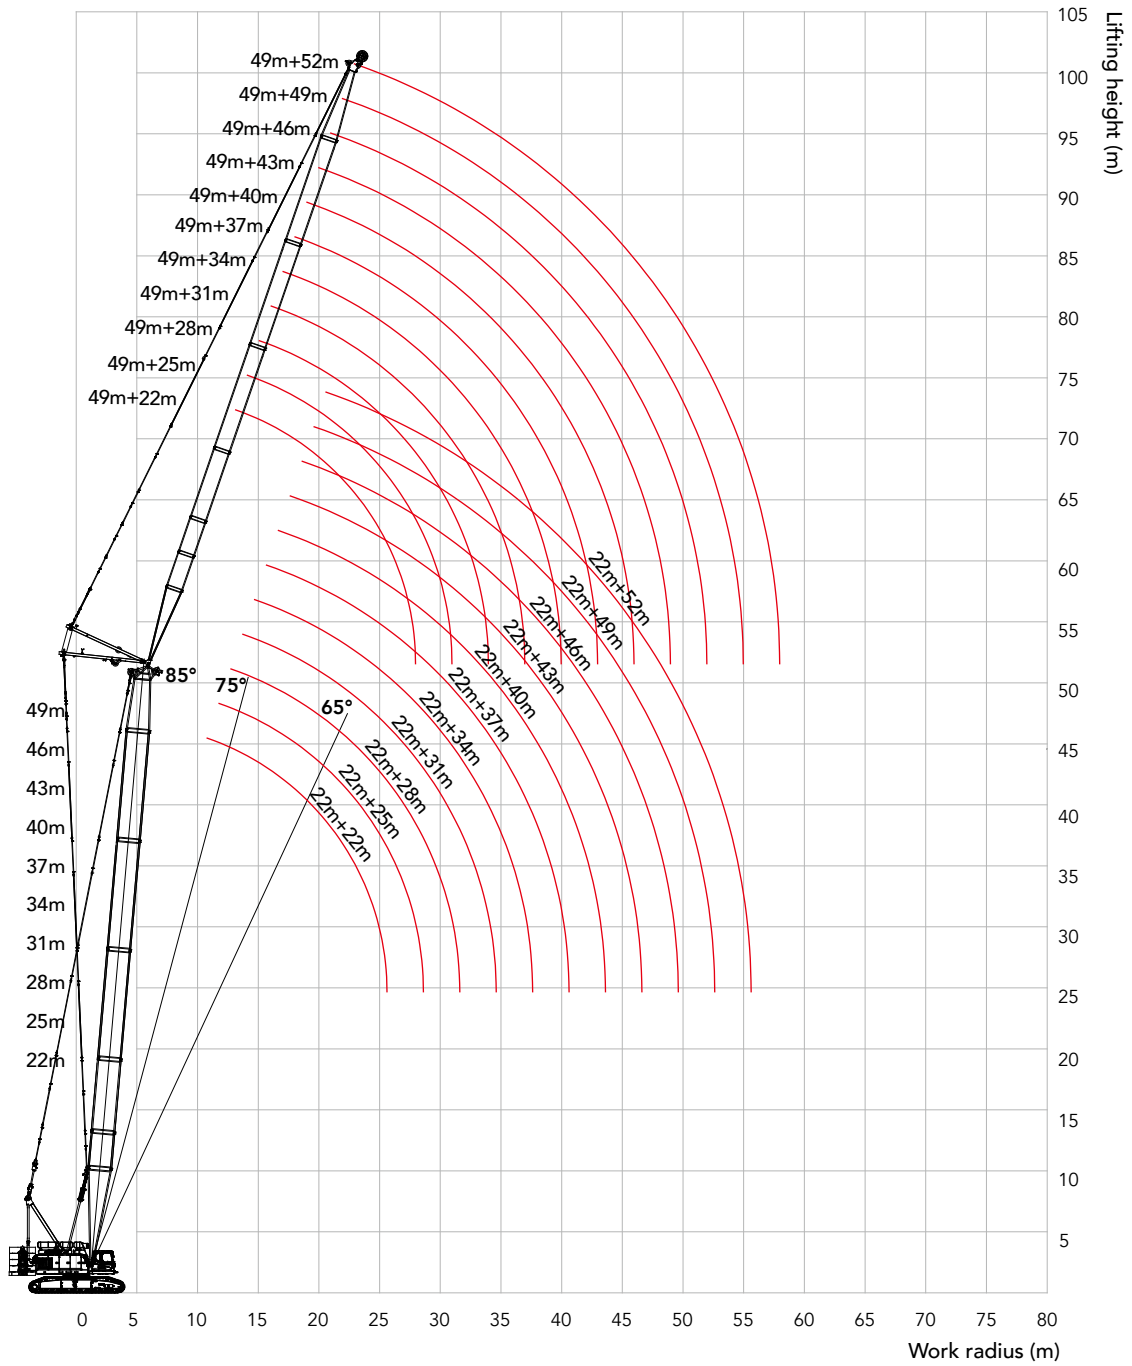 105
Lifting height (m)
49m+52m
100
49m+49m
49m+46m
95
49m+43m
49m+40m
90
49m+37m
49m+34m
85
49m+31m
49m+28m
80
49m+25m
49m+22m
75
70
65
60
22m+52m
22m+49m
22m+46m
22m+43m
22m+40m
22m+37m
22m+34m
22m+31m
22m+28m
22m+25m
22m+22m
55
85°
75°
65°
50
49m
46m
45
43m
40m
40
37m
35
34m
31m
30
28m
25
25m
22m
20
15
10
5
0 5 10 15 20 25 30 35 40 45 50 55 60 65 70 75 80
Work radius (m)